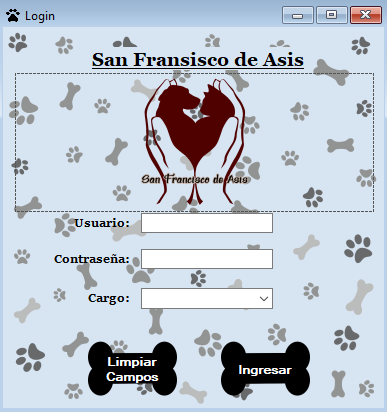 Login
San Fransisco de Asis
San Francisco de Asis
Usuario:
Contraseña:
Cargo:
Limpiar
Campos
Ingresar